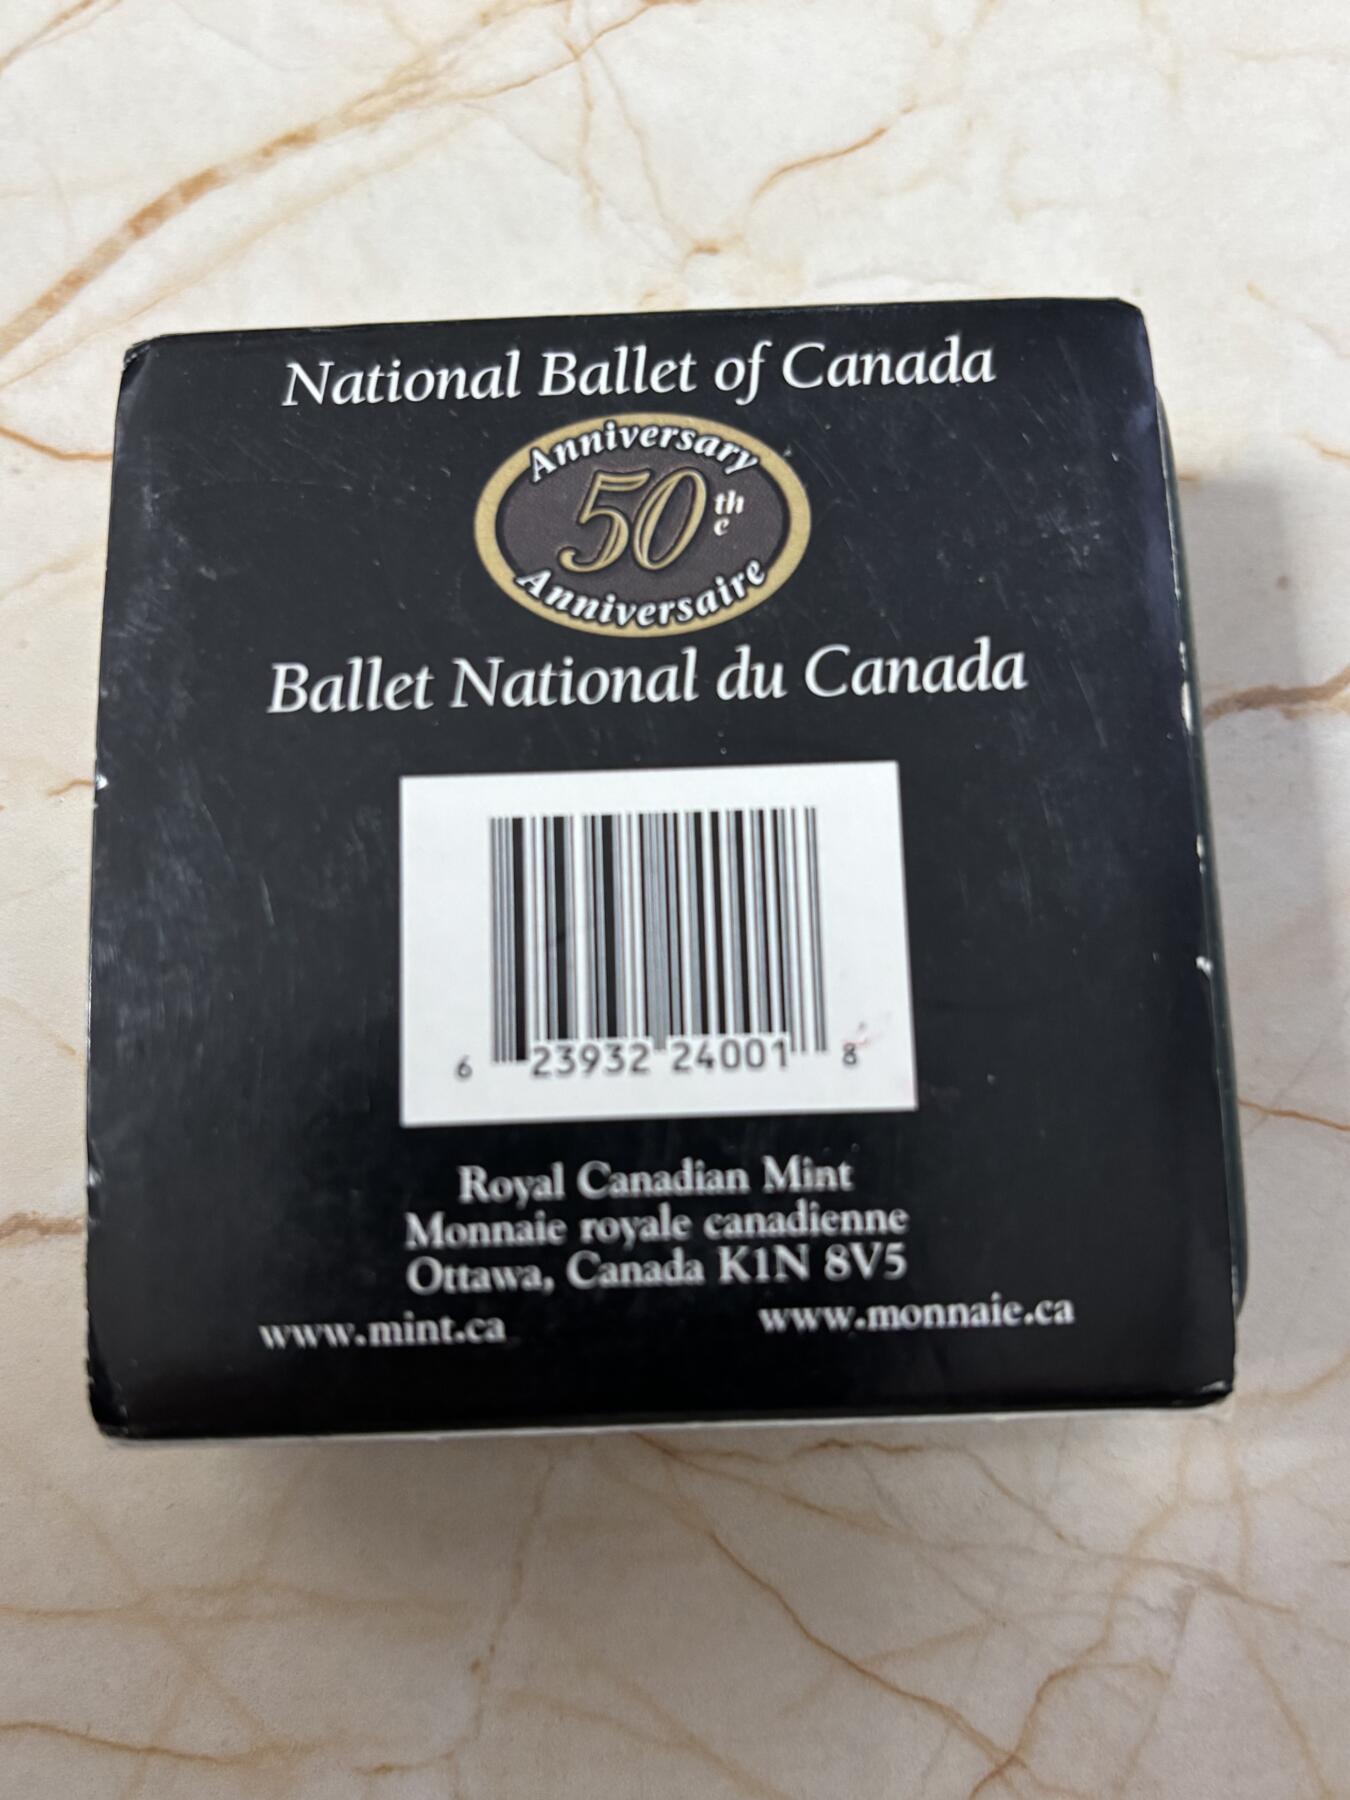 National Ballet of Canada
Anniversary
50th
e
Anniversaire
Ballet National du Canada
6 23932 24001 8
Royal Canadian Mint
Monnaie royale canadienne
Ottawa, Canada K1N 8V5
www.mint.ca www.monnaie.ca